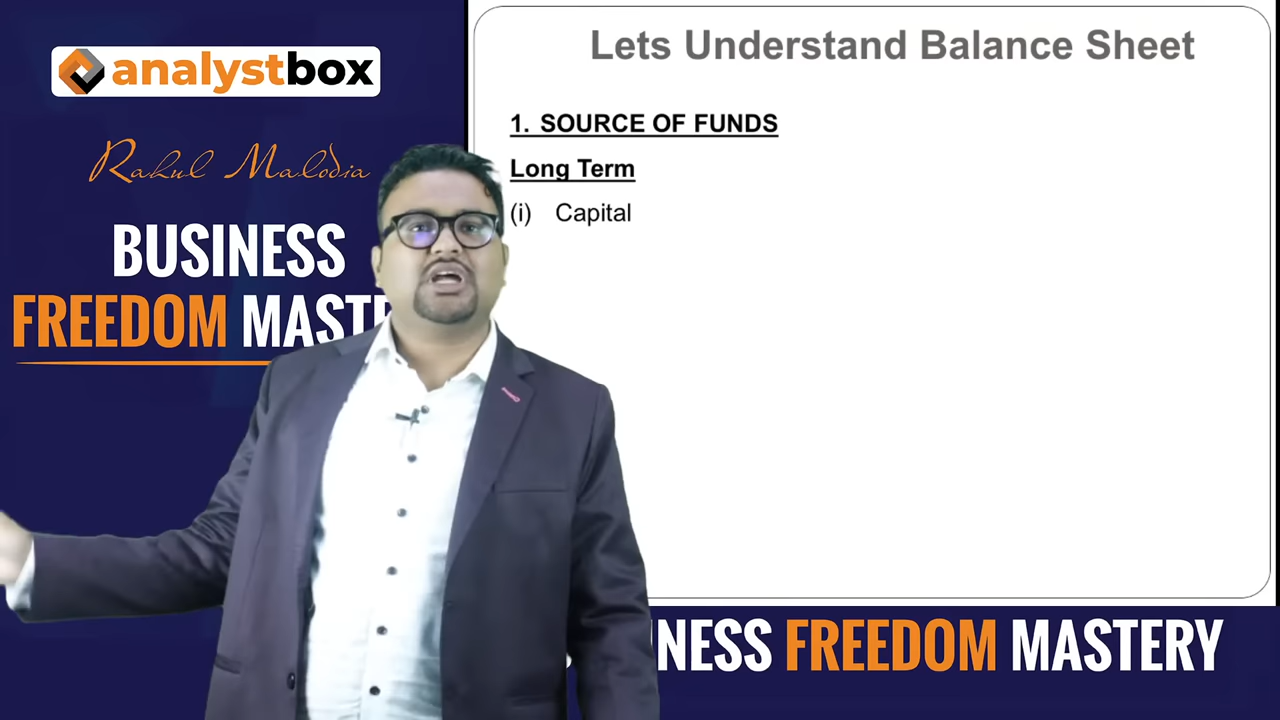 analystbox
Rahul Malodia
BUSINESS
FREEDOM
Lets Understand Balance Sheet
1. SOURCE OF FUNDS
Long Term
(i) Capital
FREEDOM MASTERY